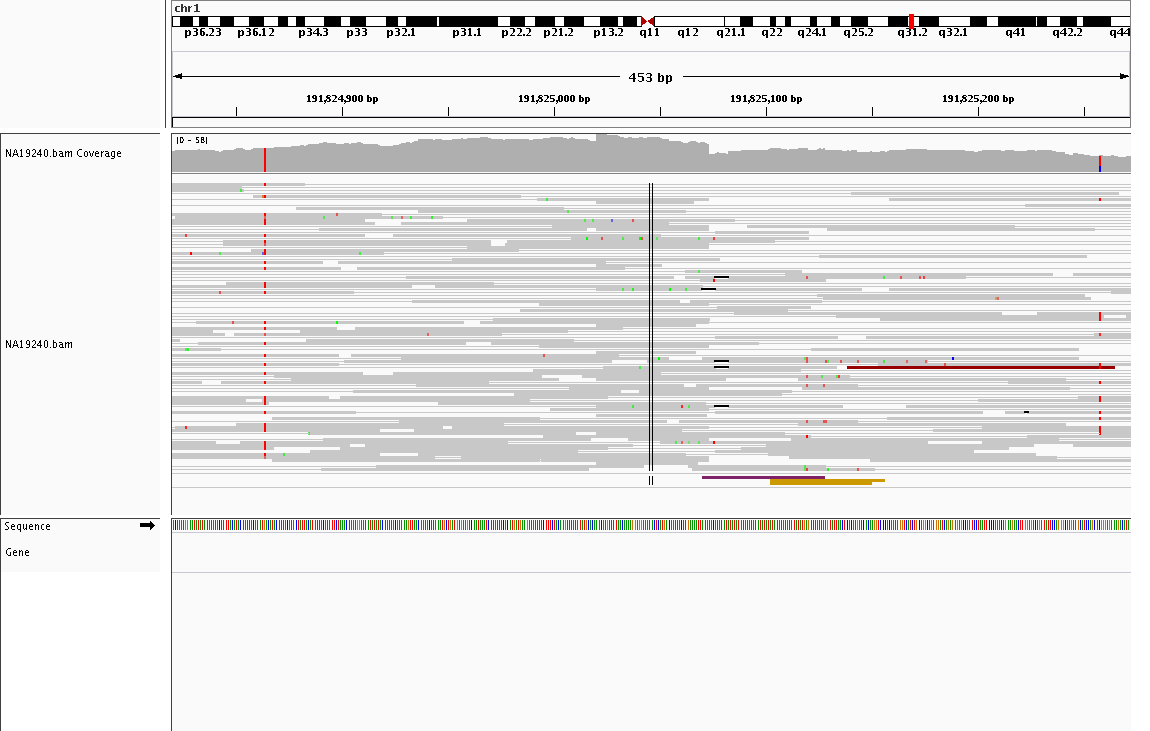 chr1
p36.23 p36.12 p34.3 p33 p32.1 p31.1 p22.2 p21.2 p13.2 q11 q12 q21.1 q22 q24.1 q25.2 q31.2 q32.1 q41 q42.2 q44
453 bp
191,824,900 bp 191,825,000 bp 191,825,100 bp 191,825,200 bp
[0 - 58]
NA19240.bam Coverage
NA19240.bam
Sequence
Gene